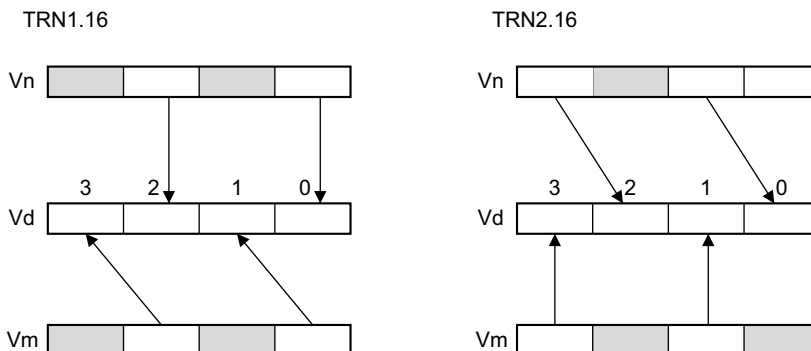 TRN1.16 TRN2.16
Vn Vn
3 2 1 0 3 2 1 0
Vd Vd
Vm Vm